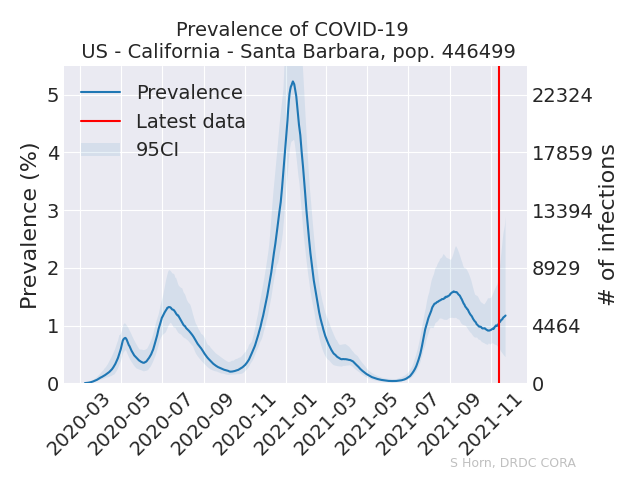 Prevalence of COVID-19
US - California - Santa Barbara, pop. 446499
Prevalence
Latest data
95CI
Prevalence (%)
5
4
3
2
1
0
22324
17859
13394
8929
4464
0
# of infections
2020-03
2020-05
2020-07
2020-09
2020-11
2021-01
2021-03
2021-05
2021-07
2021-09
2021-11
S Horn, DRDC CORA